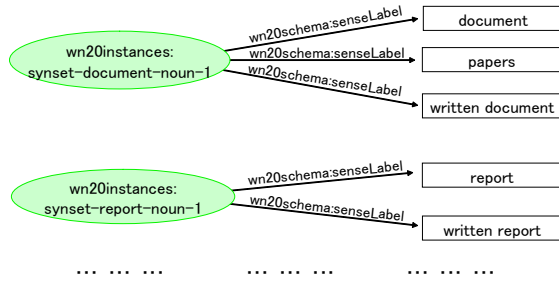 wn20schema:senseLabel
document
wn20instances:
synset-document-noun-1
wn20schema:senseLabel
papers
wn20schema:senseLabel
written document
wn20instances:
synset-report-noun-1
wn20schema:senseLabel
report
wn20schema:senseLabel
written report
... ... ... ... ... ... ... ... ...